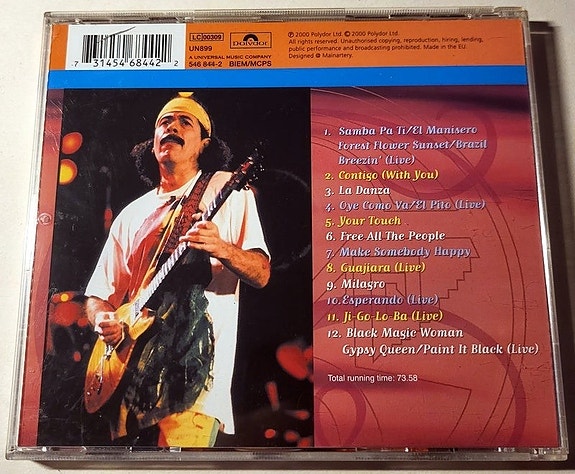 LC 00309
UN899
polydor
A UNIVERSAL MUSIC COMPANY
546 844-2 BIEM/MCPS
7 31454 68442 2
℗ 2000 Polydor Ltd. © 2000 Polydor Ltd.
All rights reserved. Unauthorised copying, reproduction, hiring, lending,
public performance and broadcasting prohibited. Made in the EU
Designed @ Mainartery.
1. Samba Pa Ti/El Manisero
Forest Flower Sunset/Brazil
Breezin' (Live)
2. Contigo (With You)
3. La Danza
4. Oye Como Va/El Pito (Live)
5. Your Touch
6. Free All The People
7. Make Somebody Happy
8. Guajiara (Live)
9. Milagro
10. Esperando (Live)
11. Ji-Go-Lo-Ba (Live)
12. Black Magic Woman
Gypsy Queen/Paint It Black (Live)
Total running time: 73.58